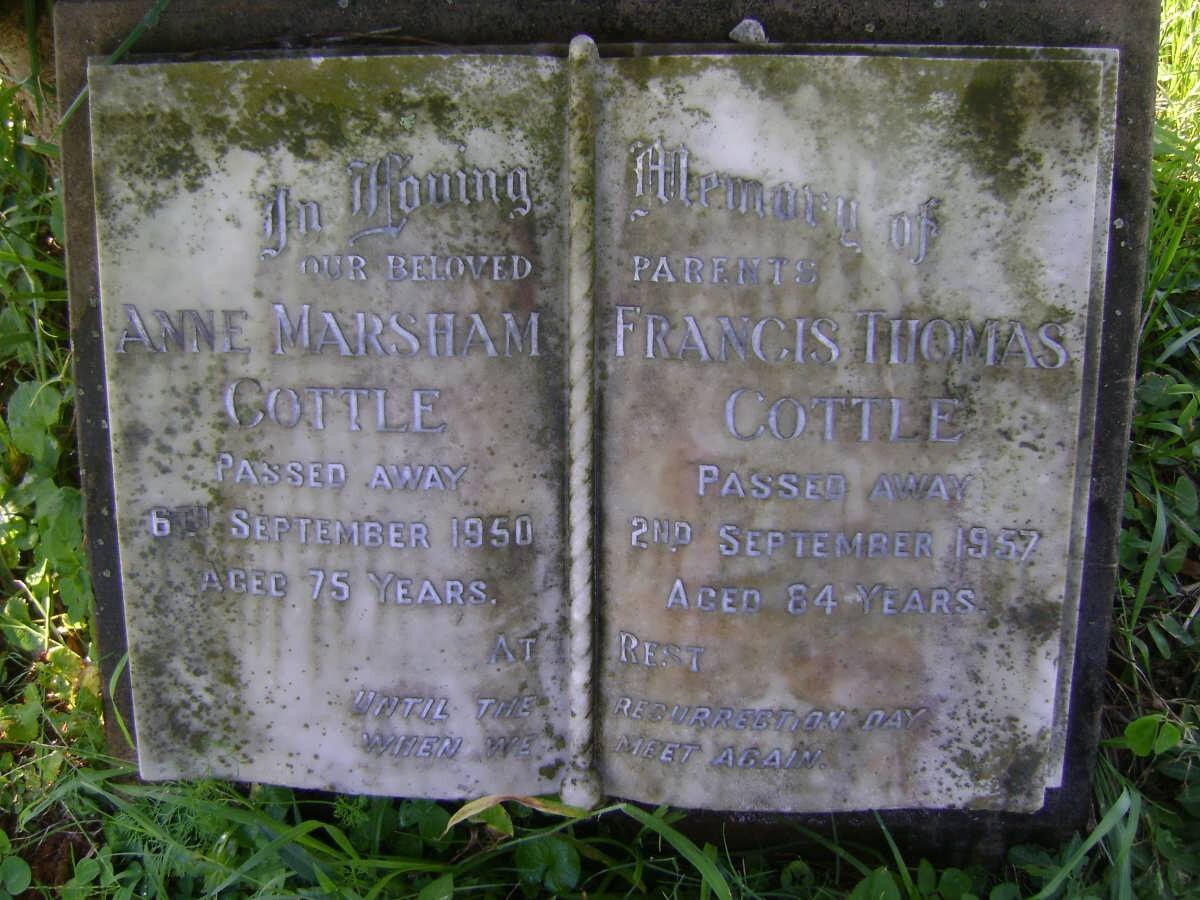 In Loving Memory of
OUR BELOVED PARENTS
ANNE MARSHAM
COTTLE
PASSED AWAY
6TH SEPTEMBER 1950
AGED 75 YEARS.
FRANCIS THOMAS
COTTLE
PASSED AWAY
2ND SEPTEMBER 1957
AGED 84 YEARS.
AT REST
UNTIL THE RESURRECTION DAY
WHEN WE MEET AGAIN.